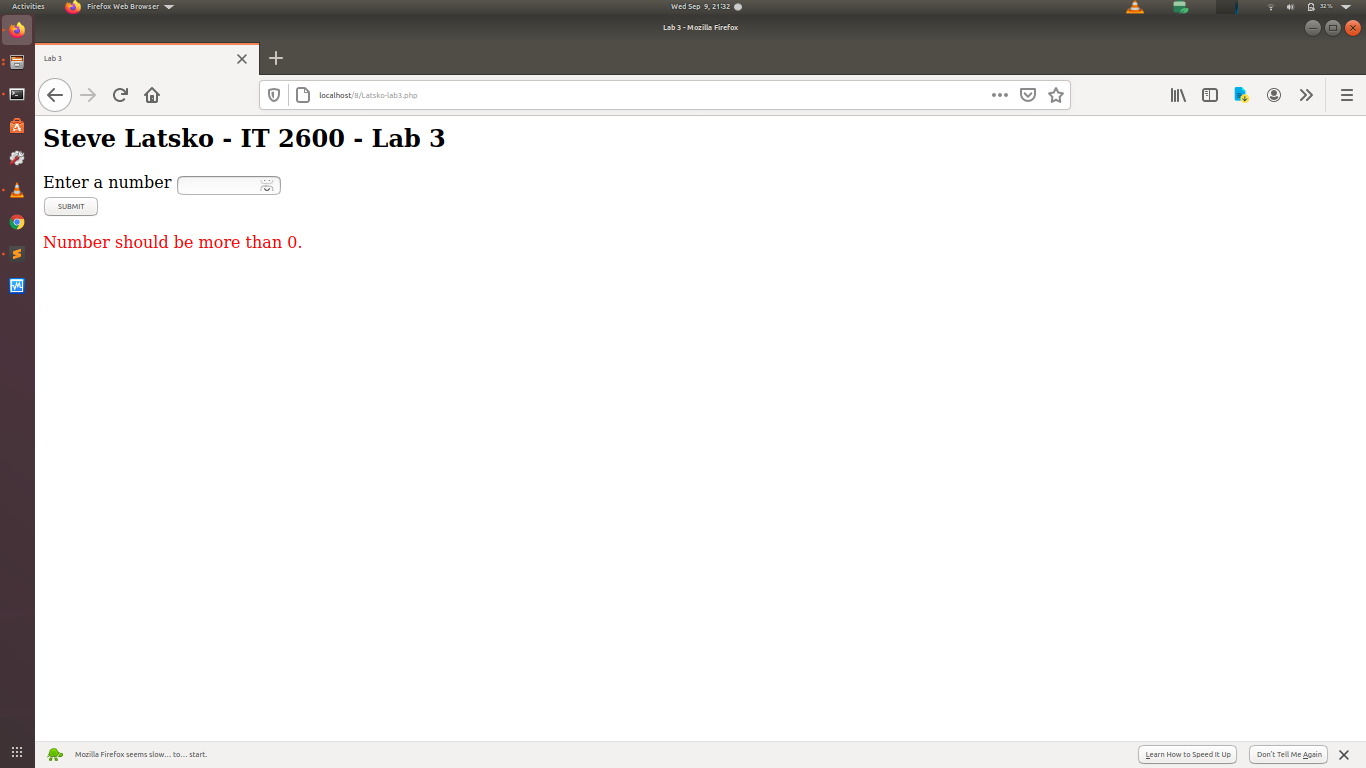 Activities
Firefox Web Browser
Wed Sep 9, 21:32
32 %
Lab 3 - Mozilla Firefox
Lab 3
localhost/8/Latsko-lab3.php
Steve Latsko - IT 2600 - Lab 3
Enter a number
SUBMIT
Number should be more than 0.
Mozilla Firefox seems slow... to... start.
Learn How to Speed It Up
Don't Tell Me Again